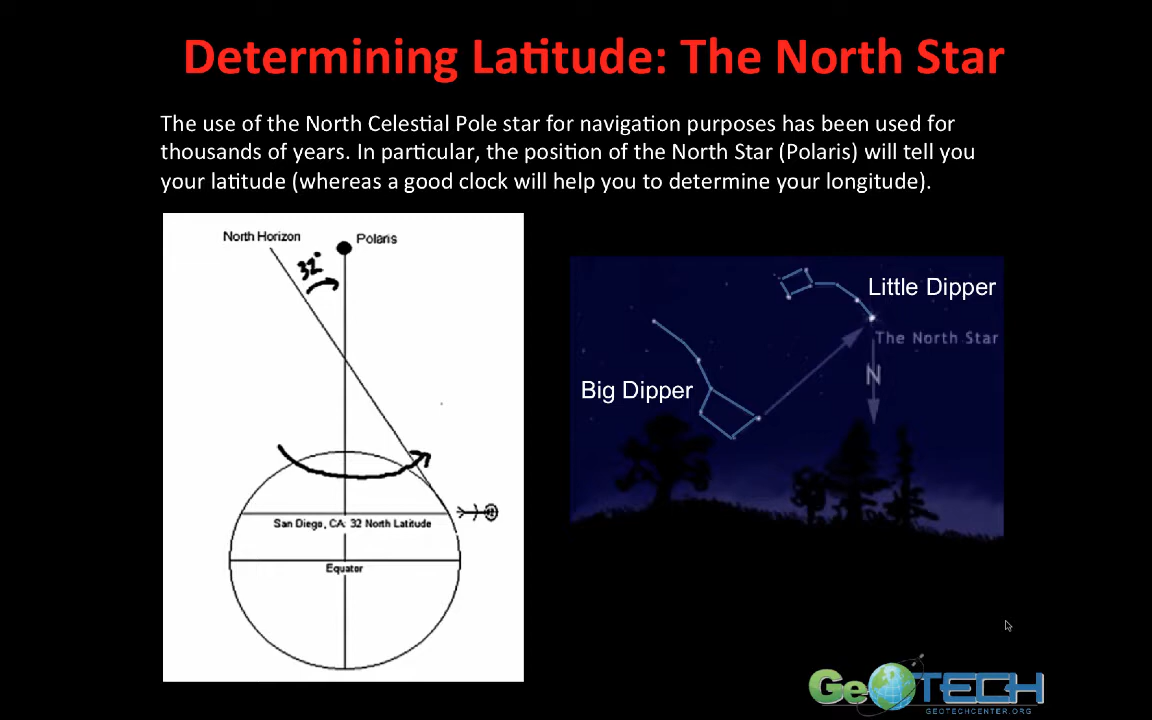 Determining Latitude: The North Star
The use of the North Celestial Pole star for navigation purposes has been used for
thousands of years. In particular, the position of the North Star (Polaris) will tell you
your latitude (whereas a good clock will help you to determine your longitude).
North Horizon
Polaris
32°
San Diego, CA: 32 North Latitude
Equator
Little Dipper
The North Star
Big Dipper
N
GeoTECH
GEOTECHCENTER.ORG